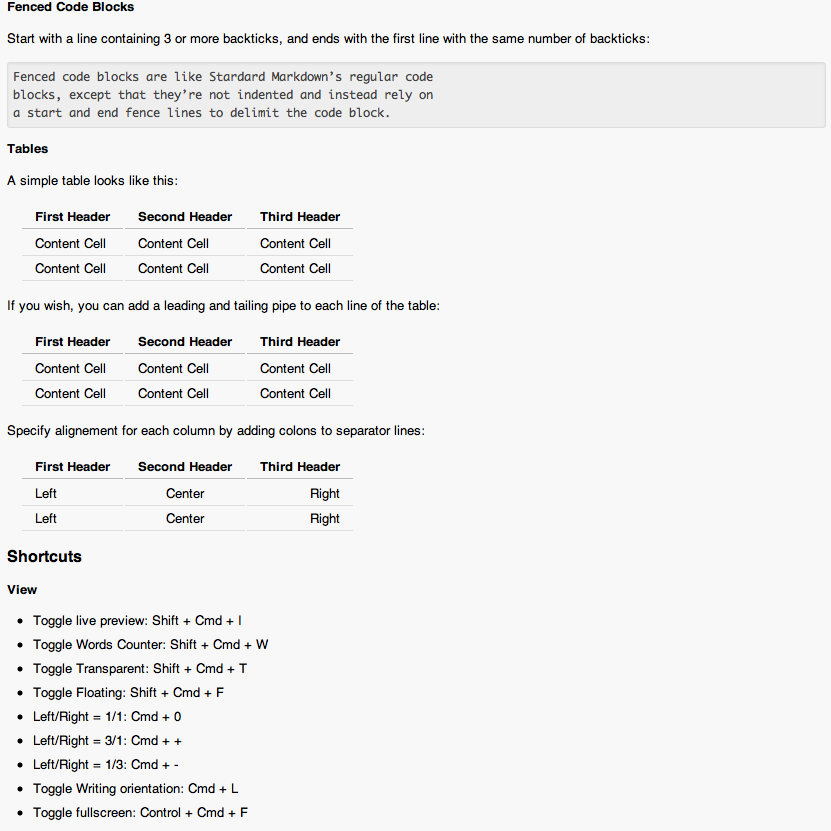 Fenced Code Blocks
Start with a line containing 3 or more backticks, and ends with the first line with the same number of backticks:
Fenced code blocks are like Stardard Markdown’s regular code
blocks, except that they’re not indented and instead rely on
a start and end fence lines to delimit the code block.
Tables
A simple table looks like this:
First Header Second Header Third Header
Content Cell Content Cell Content Cell
Content Cell Content Cell Content Cell
If you wish, you can add a leading and tailing pipe to each line of the table:
First Header Second Header Third Header
Content Cell Content Cell Content Cell
Content Cell Content Cell Content Cell
Specify alignement for each column by adding colons to separator lines:
First Header Second Header Third Header
Left Center Right
Left Center Right
Shortcuts
View
• Toggle live preview: Shift + Cmd + I
• Toggle Words Counter: Shift + Cmd + W
• Toggle Transparent: Shift + Cmd + T
• Toggle Floating: Shift + Cmd + F
• Left/Right = 1/1: Cmd + 0
• Left/Right = 3/1: Cmd + +
• Left/Right = 1/3: Cmd + -
• Toggle Writing orientation: Cmd + L
• Toggle fullscreen: Control + Cmd + F